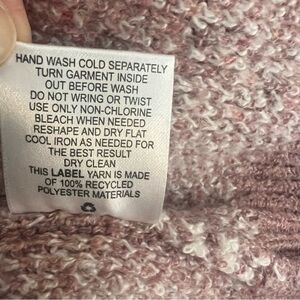 HAND WASH COLD SEPARATELY
TURN GARMENT INSIDE
OUT BEFORE WASH
DO NOT WRING OR TWIST
USE ONLY NON-CHLORINE
BLEACH WHEN NEEDED
RESHAPE AND DRY FLAT
COOL IRON AS NEEDED FOR
THE BEST RESULT
DRY CLEAN
THIS LABEL YARN IS MADE
OF 100% RECYCLED
POLYESTER MATERIALS